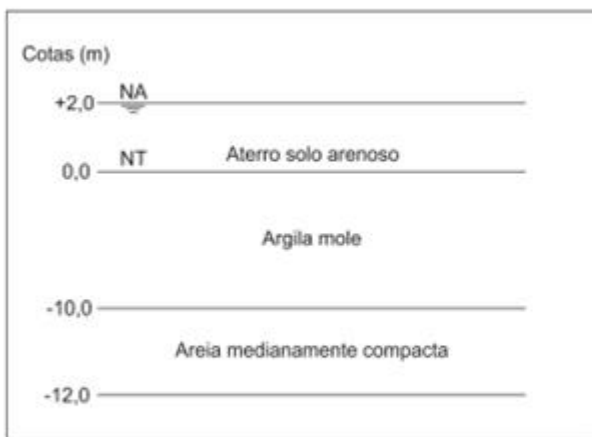 Cotas (m)
NA
+2,0
Aterro solo arenoso
NT
0,0
Argila mole
-10,0
Areia medianamente compacta
-12,0